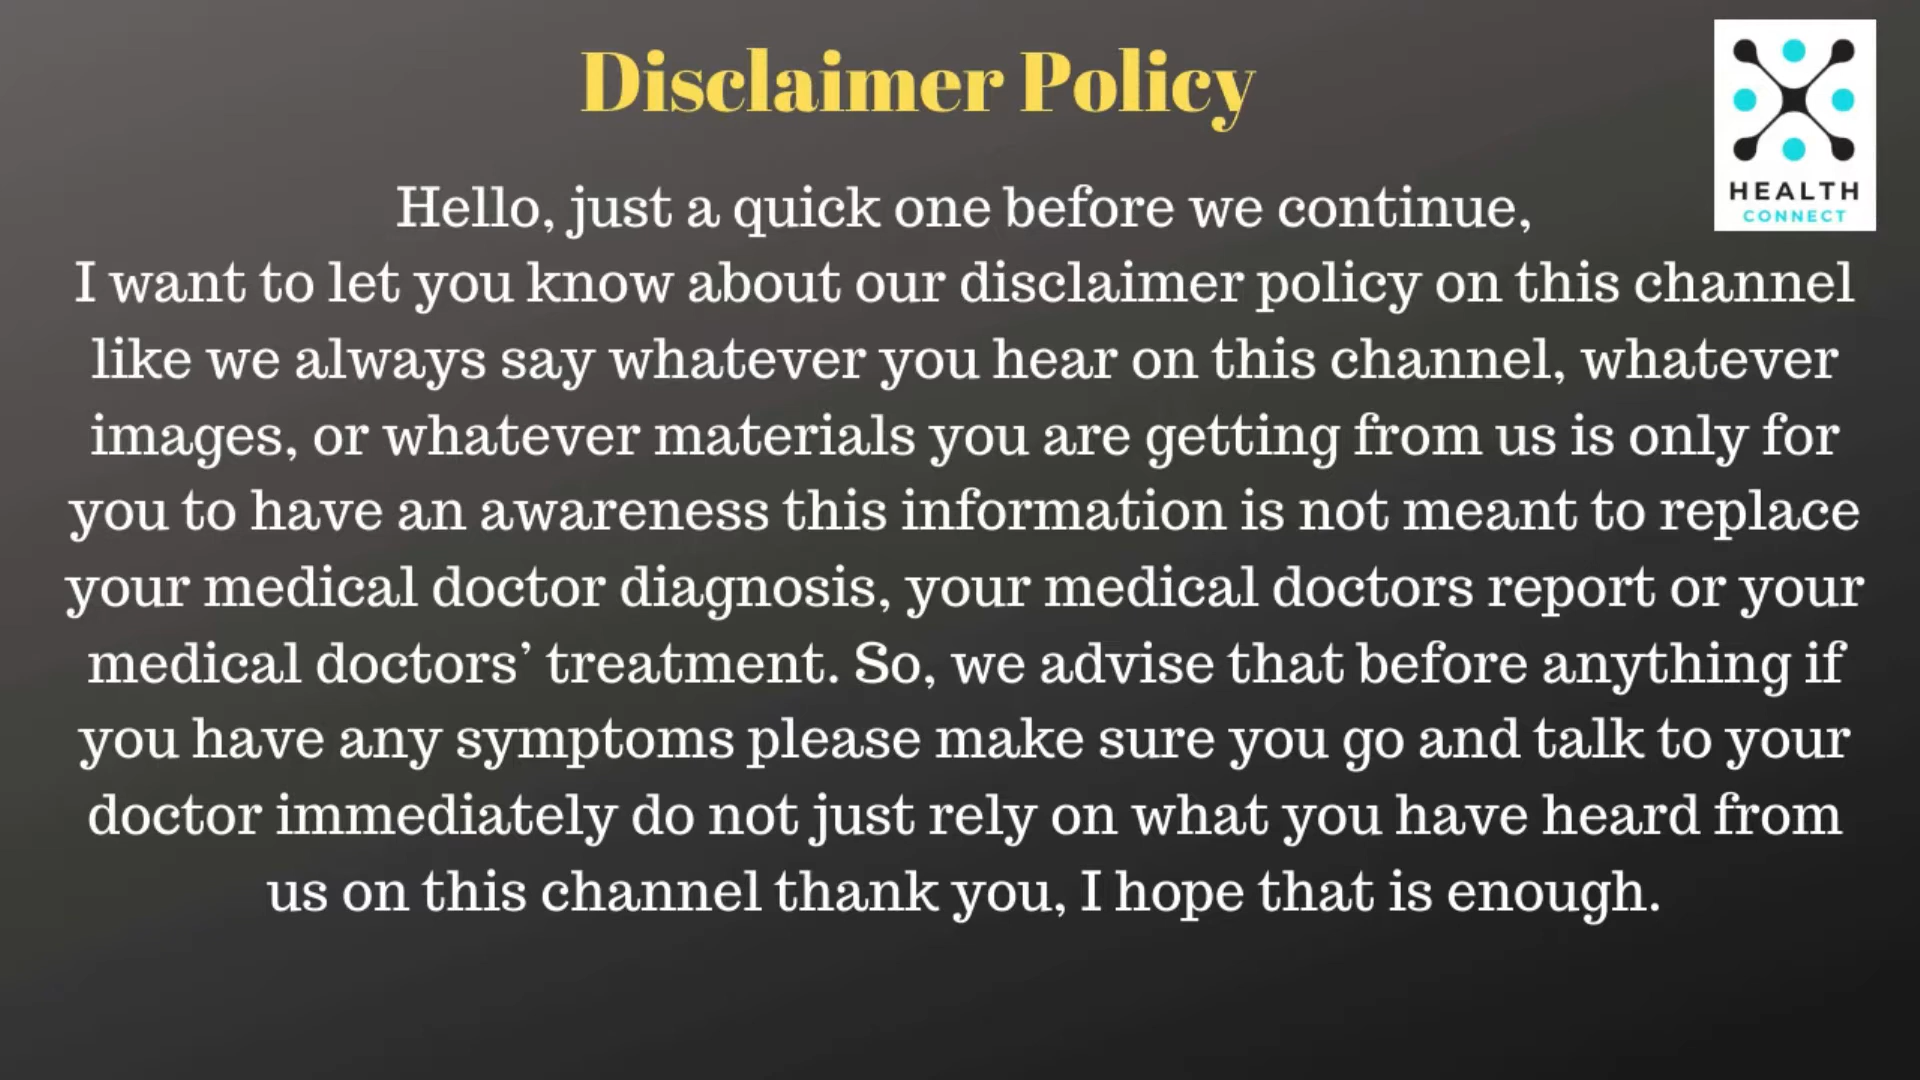 Disclaimer Policy
HEALTH
CONNECT
Hello, just a quick one before we continue,
I want to let you know about our disclaimer policy on this channel
like we always say whatever you hear on this channel, whatever
images, or whatever materials you are getting from us is only for
you to have an awareness this information is not meant to replace
your medical doctor diagnosis, your medical doctors report or your
medical doctors’ treatment. So, we advise that before anything if
you have any symptoms please make sure you go and talk to your
doctor immediately do not just rely on what you have heard from
us on this channel thank you, I hope that is enough.